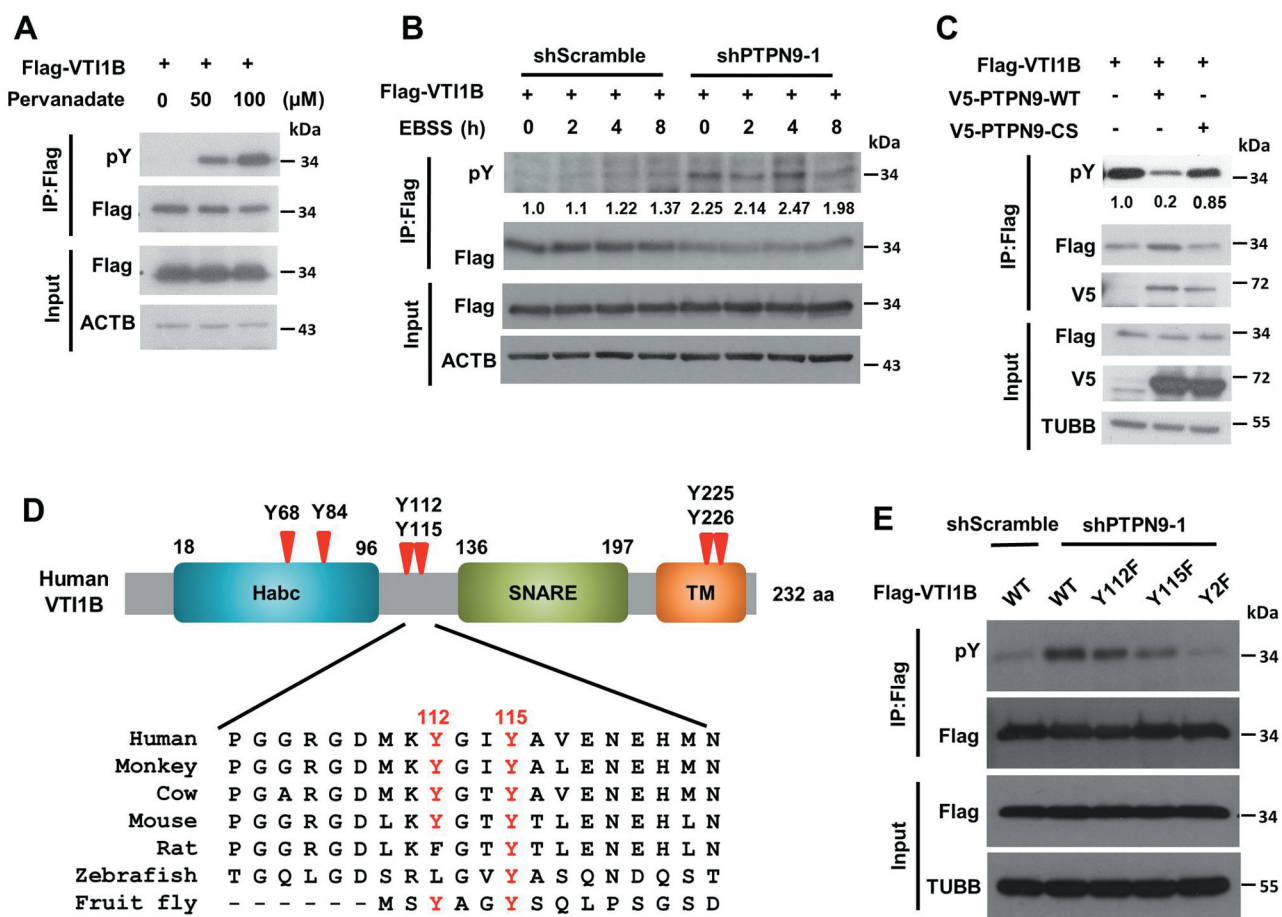 A
Flag-VTI1B + + +
Pervanadate 0 50 100 (µM)
kDa
IP:Flag
pY 34
Flag 34
Input
Flag 34
ACTB 43
B
shScramble shPTPN9-1
Flag-VTI1B + + + + + + + +
EBSS (h) 0 2 4 8 0 2 4 8
kDa
IP:Flag
pY 34
1.0 1.1 1.22 1.37 2.25 2.14 2.47 1.98
Flag 34
Input
Flag 34
ACTB 43
C
Flag-VTI1B + + +
V5-PTPN9-WT - + -
V5-PTPN9-CS - - +
kDa
IP:Flag
pY 34
1.0 0.2 0.85
Flag 34
V5 72
Input
Flag 34
V5 72
TUBB 55
D
Y68 Y84 Y112 Y115 Y225 Y226
18 96 136 197
Human VTI1B Habc SNARE TM 232 aa
112 115
Human P G G R G D M K Y G I Y A V E N E H M N
Monkey P G G R G D M K Y G I Y A L E N E H M N
Cow P G A R G D M K Y G T Y A V E N E H M N
Mouse P G G R G D L K Y G T Y T L E N E H L N
Rat P G G R G D L K F G T Y T L E N E H L N
Zebrafish T G Q L G D S R L G V Y A S Q N D Q S T
Fruit fly - - - - - - M S Y A G Y S Q L P S G S D
E
shScramble shPTPN9-1
Flag-VTI1B WT WT Y112F Y115F Y2F
kDa
IP:Flag
pY 34
Flag 34
Input
Flag 34
TUBB 55